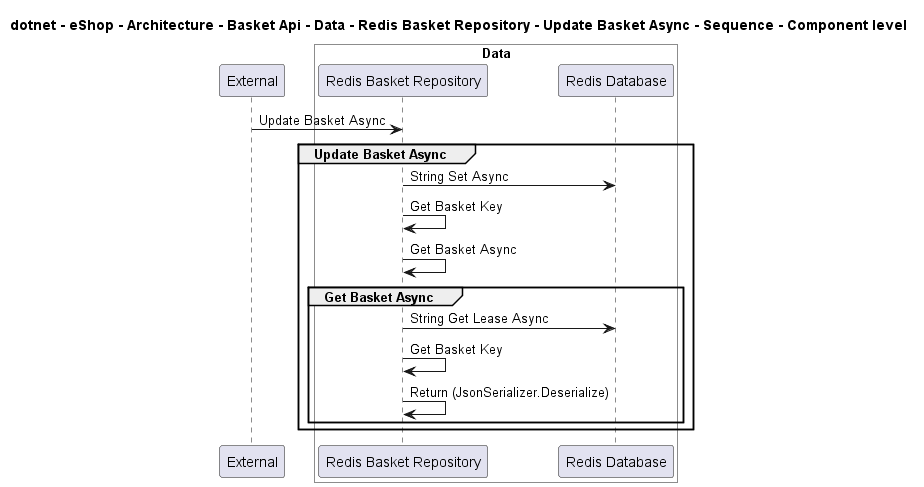 dotnet - eShop - Architecture - Basket Api - Data - Redis Basket Repository - Update Basket Async - Sequence - Component level
Data
External
Redis Basket Repository
Redis Database
Update Basket Async
Update Basket Async
String Set Async
Get Basket Key
Get Basket Async
Get Basket Async
String Get Lease Async
Get Basket Key
Return (JsonSerializer.Deserialize)
External
Redis Basket Repository
Redis Database